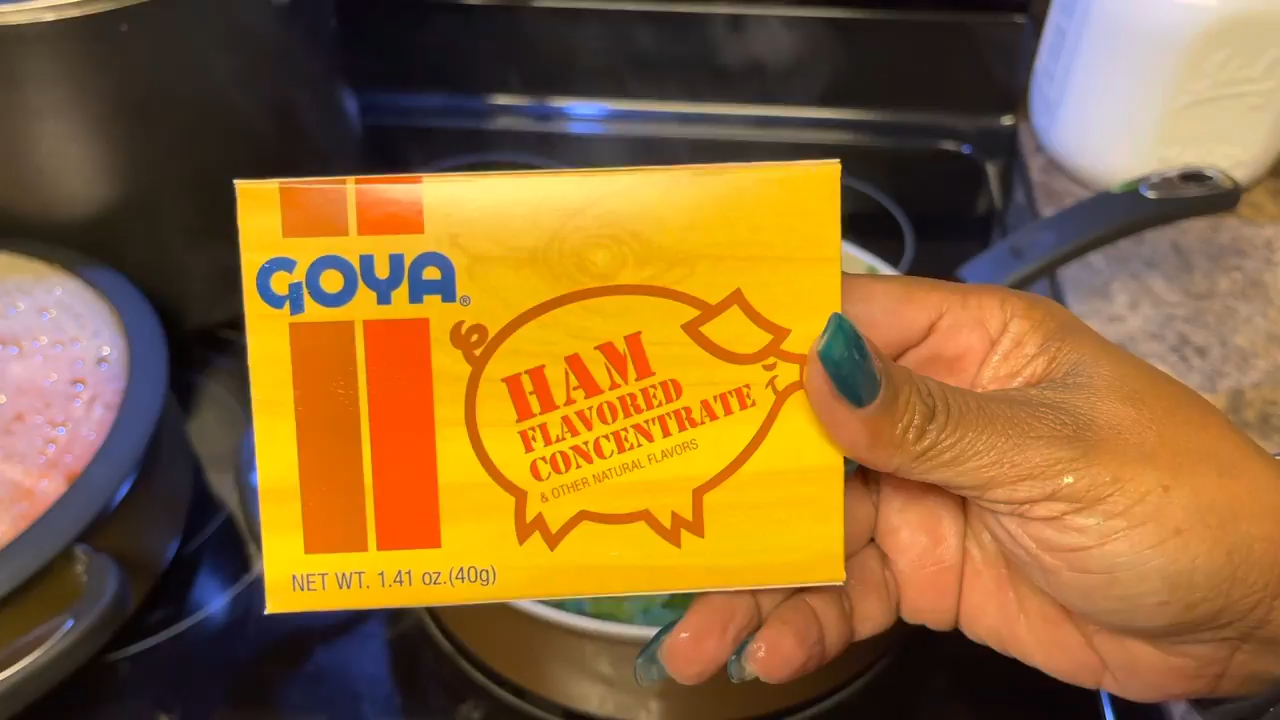 GOYA®
HAM
FLAVORED
CONCENTRATE
& OTHER NATURAL FLAVORS
NET WT. 1.41 oz.(40g)